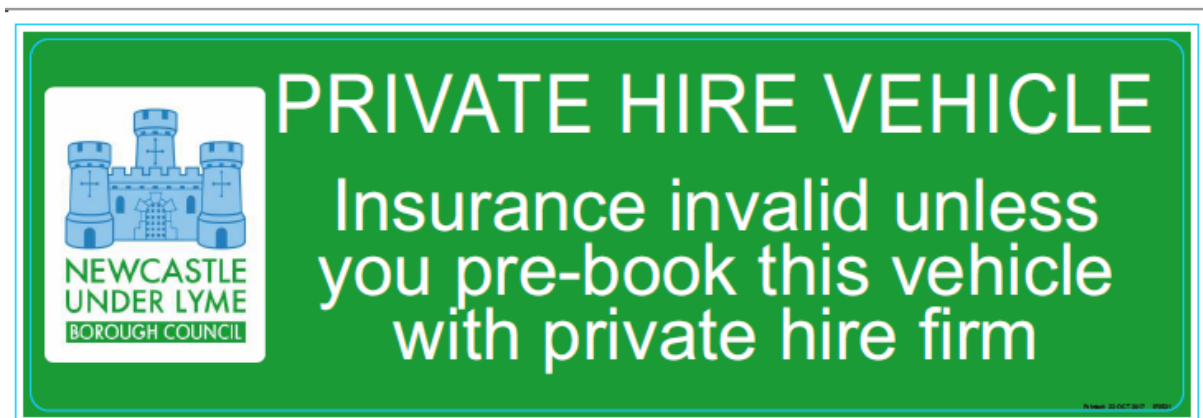 PRIVATE HIRE VEHICLE
Insurance invalid unless
you pre-book this vehicle
with private hire firm
NEWCASTLE
UNDER LYME
BOROUGH COUNCIL